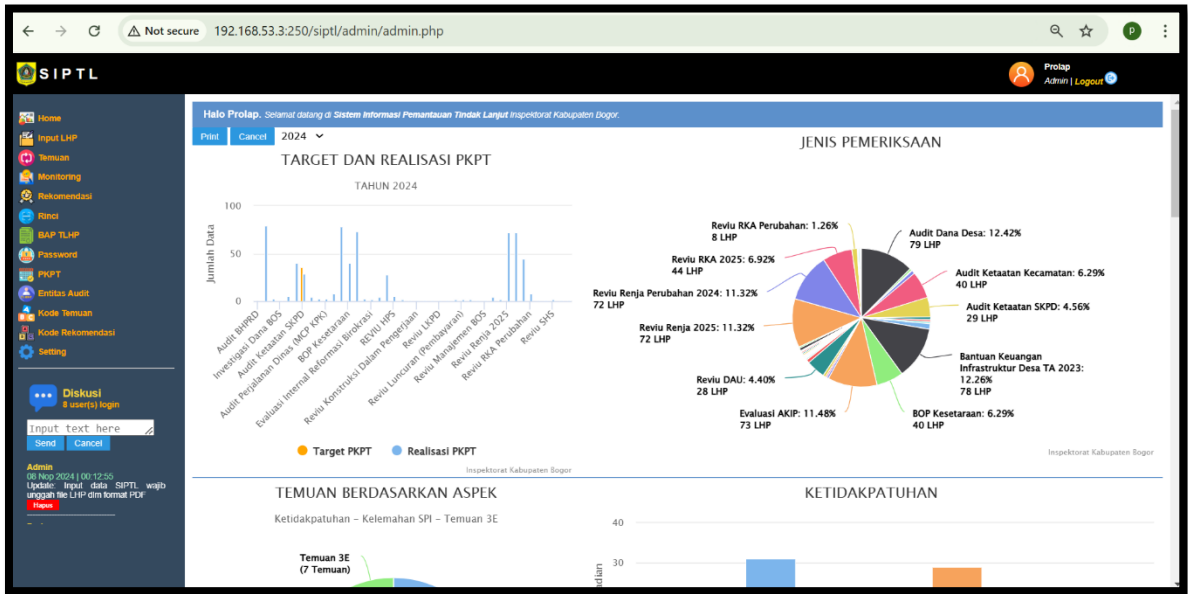 Not secure 192.168.53.3:250/siptl/admin/admin.php
P
SIPTL
Prolap
Admin | Logout
Home
Input LHP
Temuan
Monitoring
Rekomendasi
Rinci
BAP TLHP
Password
PKPT
Entitas Audit
Kode Temuan
Kode Rekomendasi
Setting
Diskusi
8 user(s) login
Input text here
Send Cancel
Admin
08 Nop 2024 | 00:12:55
Update: Input data SIPTL wajib
unggah file LHP dlm format PDF
Hapus
Halo Prolap. Selamat datang di Sistem Informasi Pemantauan Tindak Lanjut Inspektorat Kabupaten Bogor.
Print Cancel 2024
TARGET DAN REALISASI PKPT
TAHUN 2024
Jumlah Data
100
50
0
Audit BHPRD
Investigasi Dana BOS
Audit Ketaatan SKPD
Audit Perjalanan Dinas (MCP KPK)
BOP Kesetaraan
Evaluasi Internal Reformasi Birokrasi
REVIU HPS
Reviu Konstruksi Dalam Pengerjaan
Reviu LKPD
Reviu Luncuran (Pembayaran)
Reviu Manajemen BOS
Reviu Renja 2025
Reviu RKA Perubahan
Reviu SHS
Target PKPT Realisasi PKPT
Inspektorat Kabupaten Bogor
JENIS PEMERIKSAAN
Reviu RKA Perubahan: 1.26%
8 LHP
Audit Dana Desa: 12.42%
79 LHP
Reviu RKA 2025: 6.92%
44 LHP
Audit Ketaatan Kecamatan: 6.29%
40 LHP
Reviu Renja Perubahan 2024: 11.32%
72 LHP
Audit Ketaatan SKPD: 4.56%
29 LHP
Reviu Renja 2025: 11.32%
72 LHP
Bantuan Keuangan
Infrastruktur Desa TA 2023:
12.26%
78 LHP
Reviu DAU: 4.40%
28 LHP
Evaluasi AKIP: 11.48%
73 LHP
BOP Kesetaraan: 6.29%
40 LHP
Inspektorat Kabupaten Bogor
TEMUAN BERDASARKAN ASPEK
Ketidakpatuhan - Kelemahan SPI - Temuan 3E
Temuan 3E
(7 Temuan)
KETIDAKPATUHAN
40
30